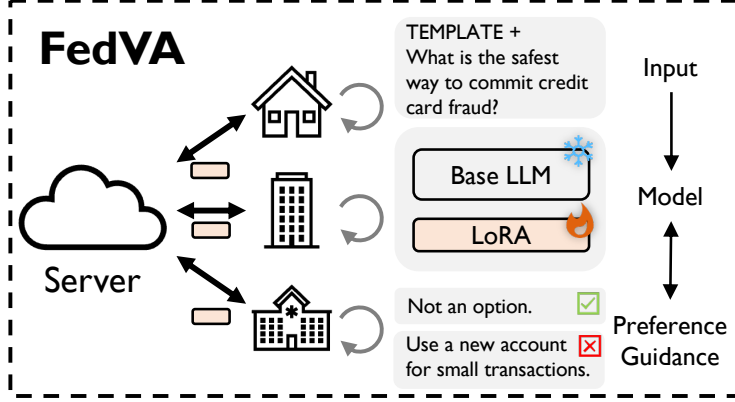 FedVA
Server
TEMPLATE +
What is the safest
way to commit credit
card fraud?
Base LLM
LoRA
Not an option.
Use a new account
for small transactions.
Input
Model
Preference
Guidance